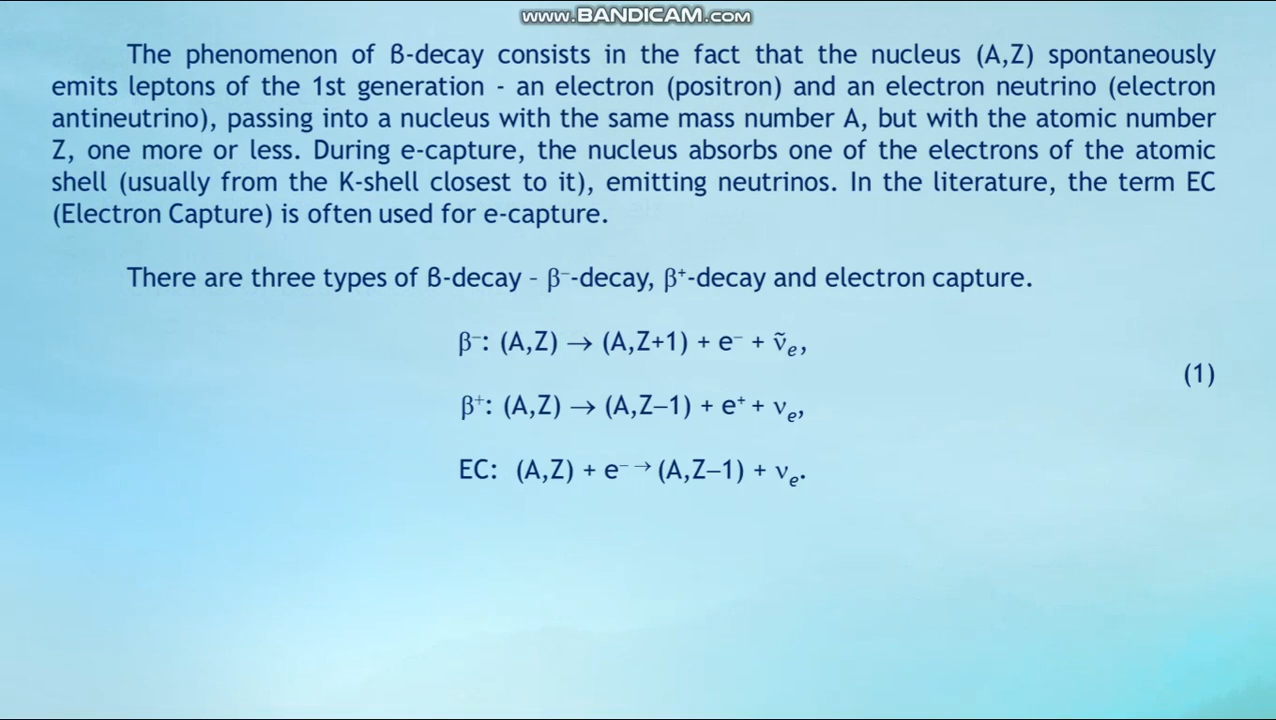 www.BANDICAM.com
The phenomenon of ß-decay consists in the fact that the nucleus (A,Z) spontaneously
emits leptons of the 1st generation - an electron (positron) and an electron neutrino (electron
antineutrino), passing into a nucleus with the same mass number A, but with the atomic number
Z, one more or less. During e-capture, the nucleus absorbs one of the electrons of the atomic
shell (usually from the K-shell closest to it), emitting neutrinos. In the literature, the term EC
(Electron Capture) is often used for e-capture.
There are three types of ß-decay - β⁻-decay, β⁺-decay and electron capture.
β⁻: (A,Z) → (A,Z+1) + e⁻ + ν̃ₑ,
(1)
β⁺: (A,Z) → (A,Z−1) + e⁺ + νₑ,
EC: (A,Z) + e⁻ → (A,Z−1) + νₑ.